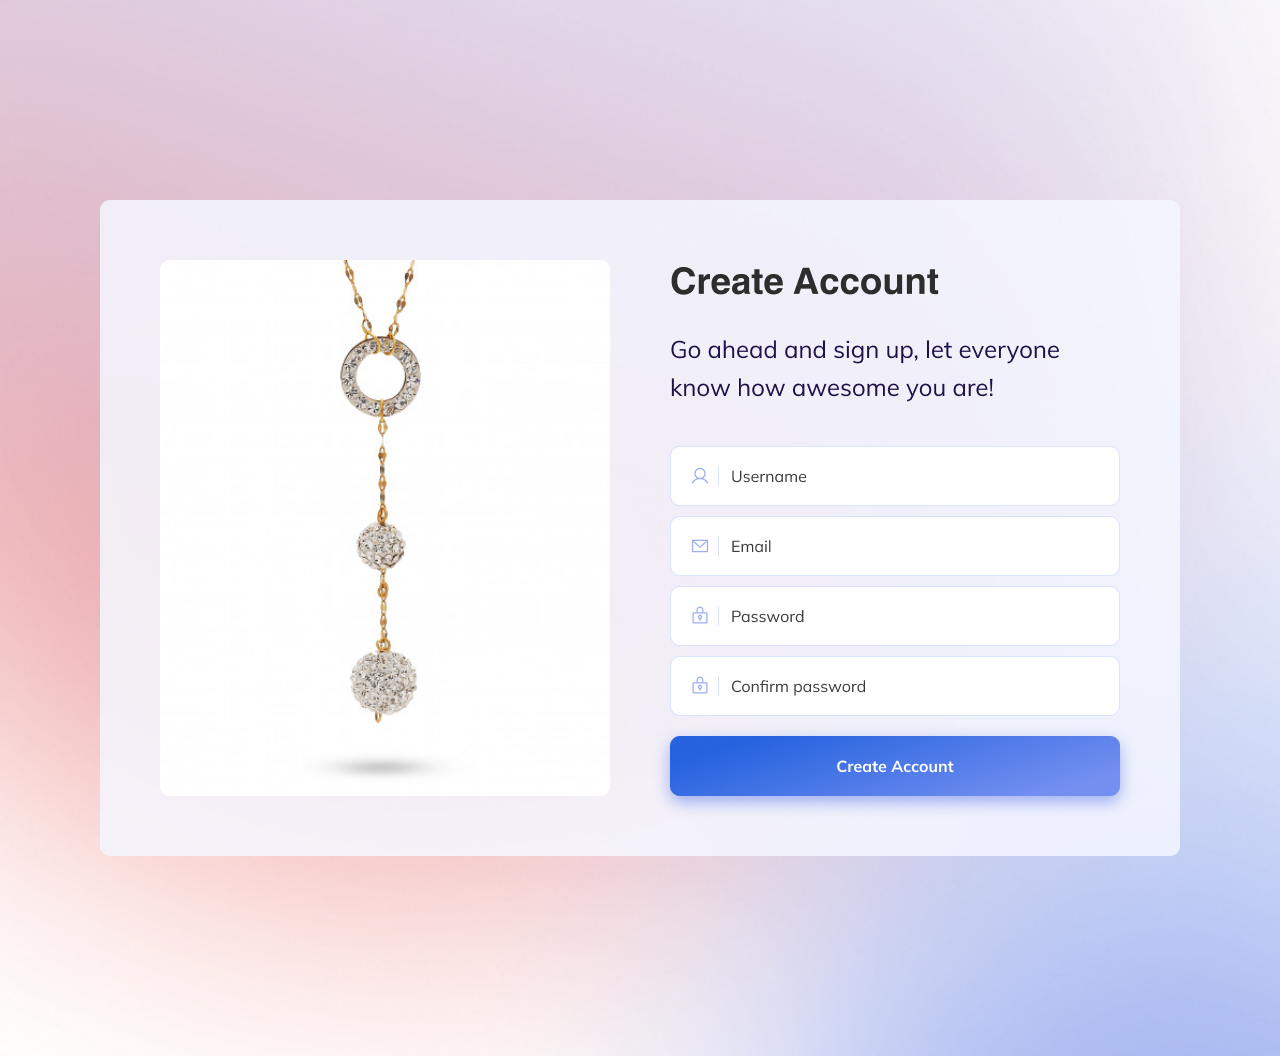 Create Account
Go ahead and sign up, let everyone
know how awesome you are!
Username
Email
Password
Confirm password
Create Account